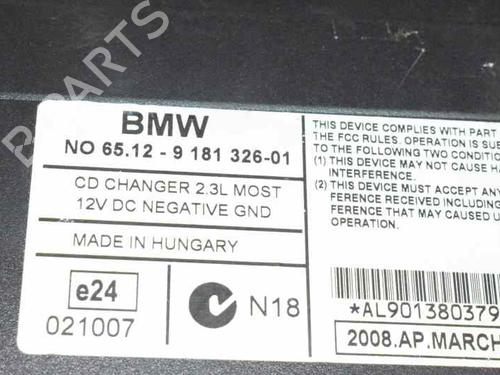 B PARTS
BMW
NO 65.12 - 9 181 326-01
CD CHANGER 2.3L MOST
12V DC NEGATIVE GND
MADE IN HUNGARY
e24
021007
N18
THIS DEVICE COMPLIES WITH PART
THE FCC RULES. OPERATION IS SUB
TO THE FOLLOWING TWO CONDITION
(1) THIS DEVICE MAY NOT CAUSE HA
INTERFERENCE.
(2) THIS DEVICE MUST ACCEPT ANY
FERENCE RECEIVED INCLUDING
FERENCE THAT MAY CAUSED U
OPERATION.
*AL901380379
2008.AP.MARCH